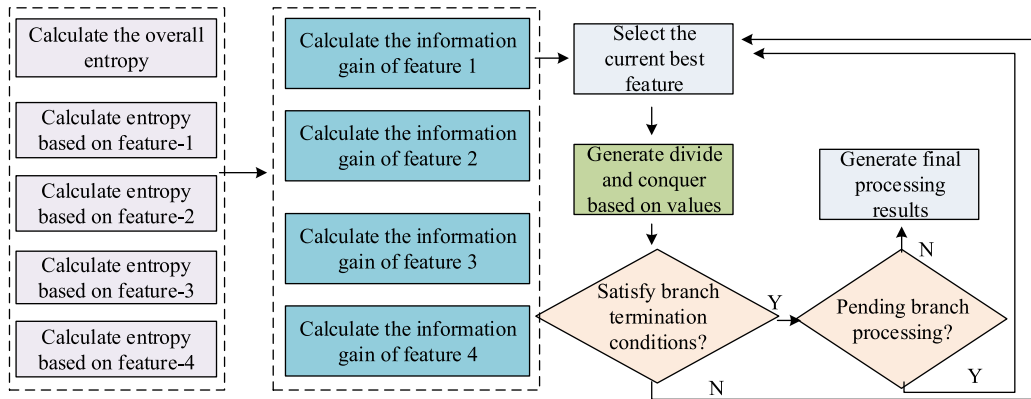 Calculate the overall
entropy
Calculate entropy
based on feature-1
Calculate entropy
based on feature-2
Calculate entropy
based on feature-3
Calculate entropy
based on feature-4
Calculate the information
gain of feature 1
Calculate the information
gain of feature 2
Calculate the information
gain of feature 3
Calculate the information
gain of feature 4
Select the
current best
feature
Generate divide
and conquer
based on values
Satisfy branch
termination
conditions?
Y
N
Generate final
processing
results
N
Pending branch
processing?
Y